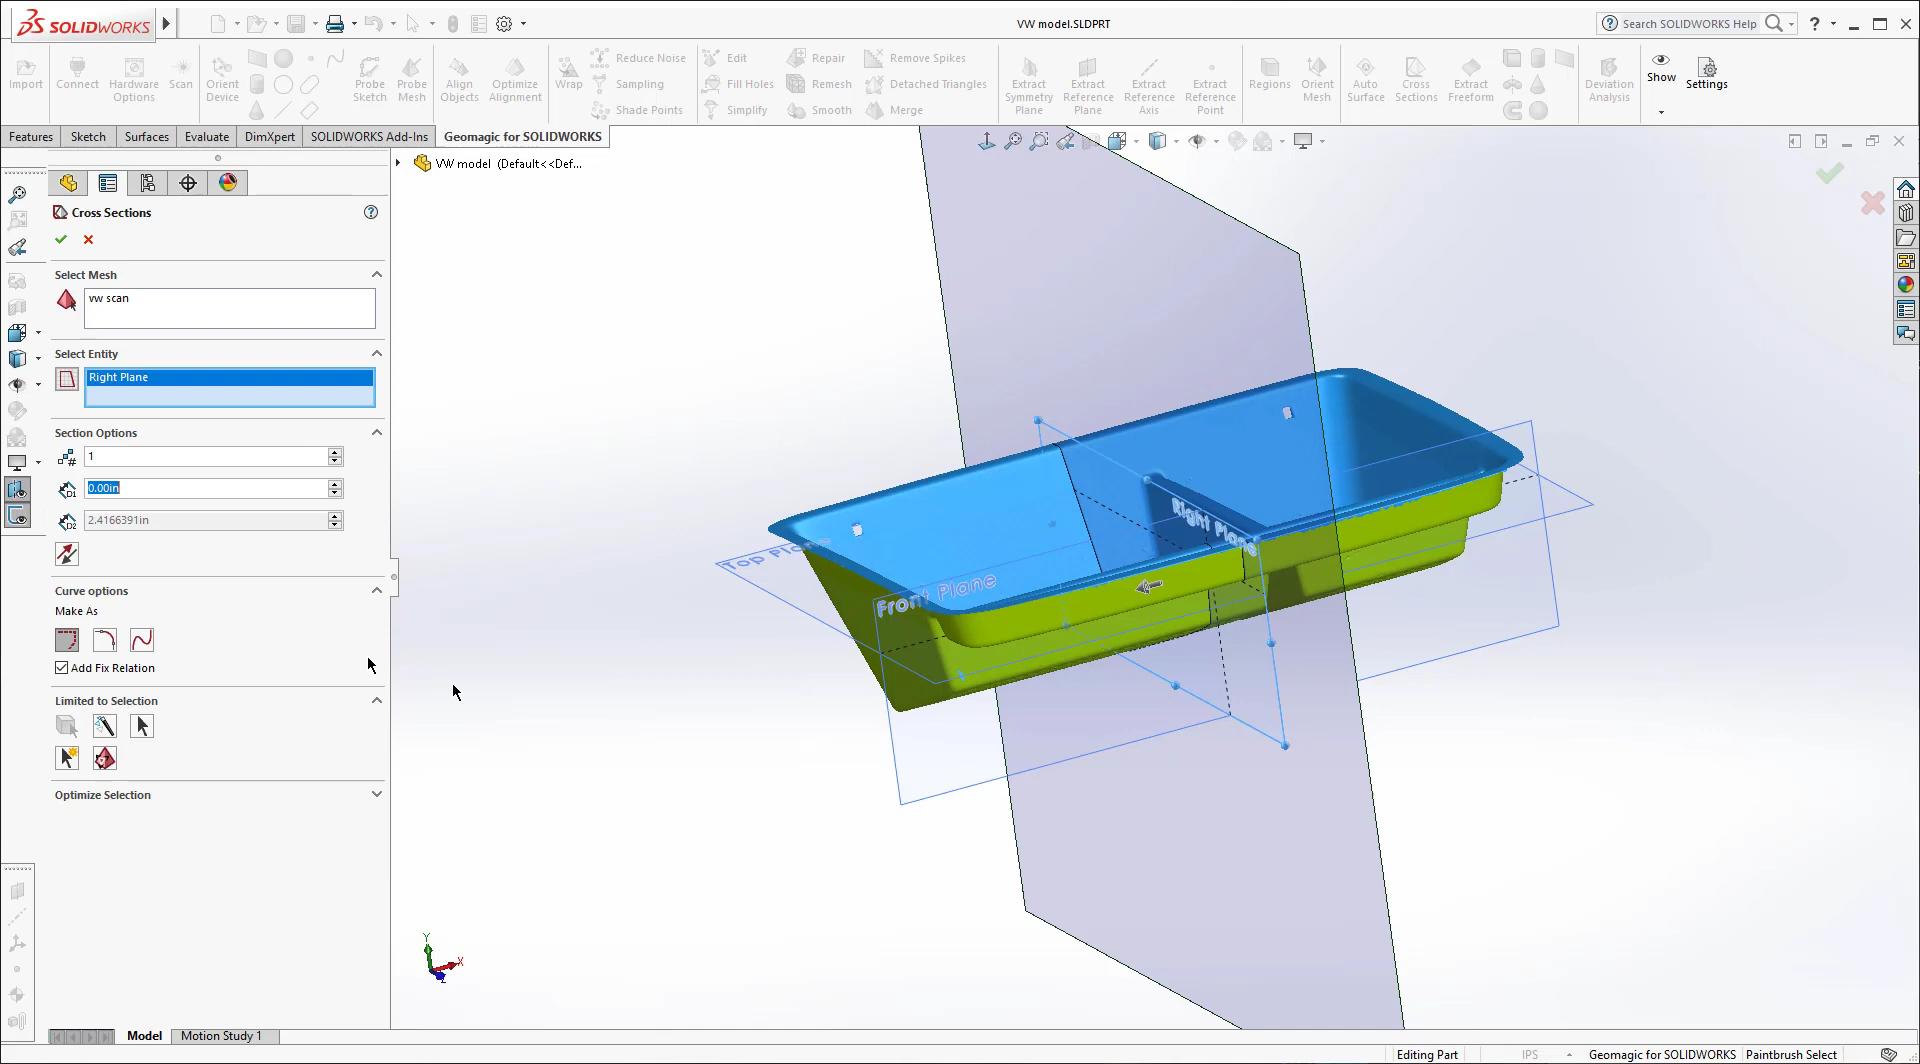 SOLIDWORKS
VW model.SLDPRT
Search SOLIDWORKS Help
?
Import
Connect
Hardware
Options
Scan
Orient
Device
Probe
Sketch
Probe
Mesh
Align
Objects
Optimize
Alignment
Wrap
Reduce Noise
Sampling
Shade Points
Edit
Fill Holes
Simplify
Repair
Remesh
Smooth
Remove Spikes
Detached Triangles
Merge
Extract
Symmetry
Plane
Extract
Reference
Plane
Extract
Reference
Axis
Extract
Reference
Point
Regions
Orient
Mesh
Auto
Surface
Cross
Sections
Extract
Freeform
Deviation
Analysis
Show
Settings
Features
Sketch
Surfaces
Evaluate
DimXpert
SOLIDWORKS Add-Ins
Geomagic for SOLIDWORKS
VW model (Default<<Def...
Cross Sections
?
Select Mesh
vw scan
Select Entity
Right Plane
Section Options
1
0.00in
2.4166391in
Curve options
Make As
Add Fix Relation
Limited to Selection
Optimize Selection
Top Plane
Front Plane
Right Plane
Y
X
Z
Model
Motion Study 1
Editing Part
IPS
Geomagic for SOLIDWORKS
Paintbrush Select